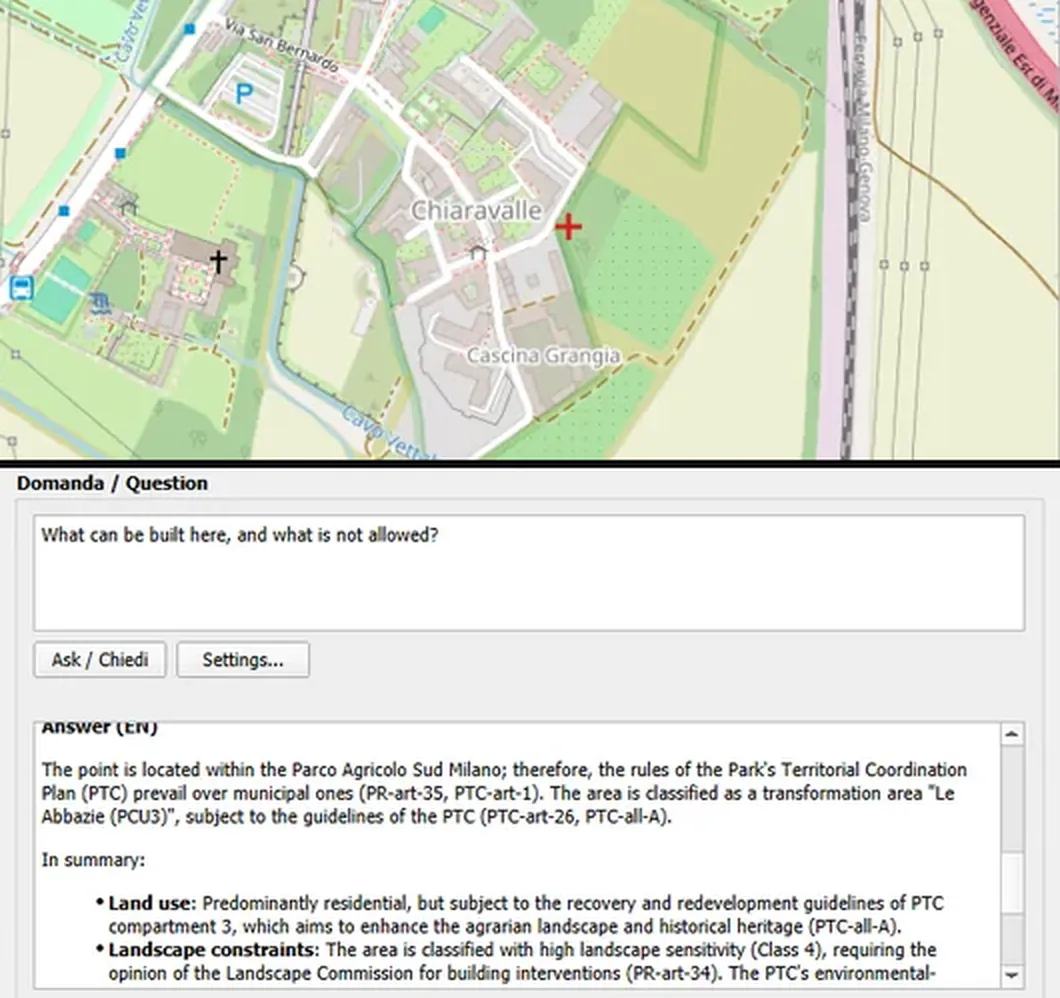 Cavo Vet
Via San Bernardo
P
Ferrovia Milano-Genova
genziale Est di M
Chiaravalle
Cascina Grangia
Cavo Vettab
Domanda / Question
What can be built here, and what is not allowed?
Ask / Chiedi
Settings...
Answer (EN)
The point is located within the Parco Agricolo Sud Milano; therefore, the rules of the Park's Territorial Coordination
Plan (PTC) prevail over municipal ones (PR-art-35, PTC-art-1). The area is classified as a transformation area "Le
Abbazie (PCU3)", subject to the guidelines of the PTC (PTC-art-26, PTC-all-A).
In summary:
• Land use: Predominantly residential, but subject to the recovery and redevelopment guidelines of PTC
compartment 3, which aims to enhance the agrarian landscape and historical heritage (PTC-all-A).
• Landscape constraints: The area is classified with high landscape sensitivity (Class 4), requiring the
opinion of the Landscape Commission for building interventions (PR-art-34). The PTC's environmental-